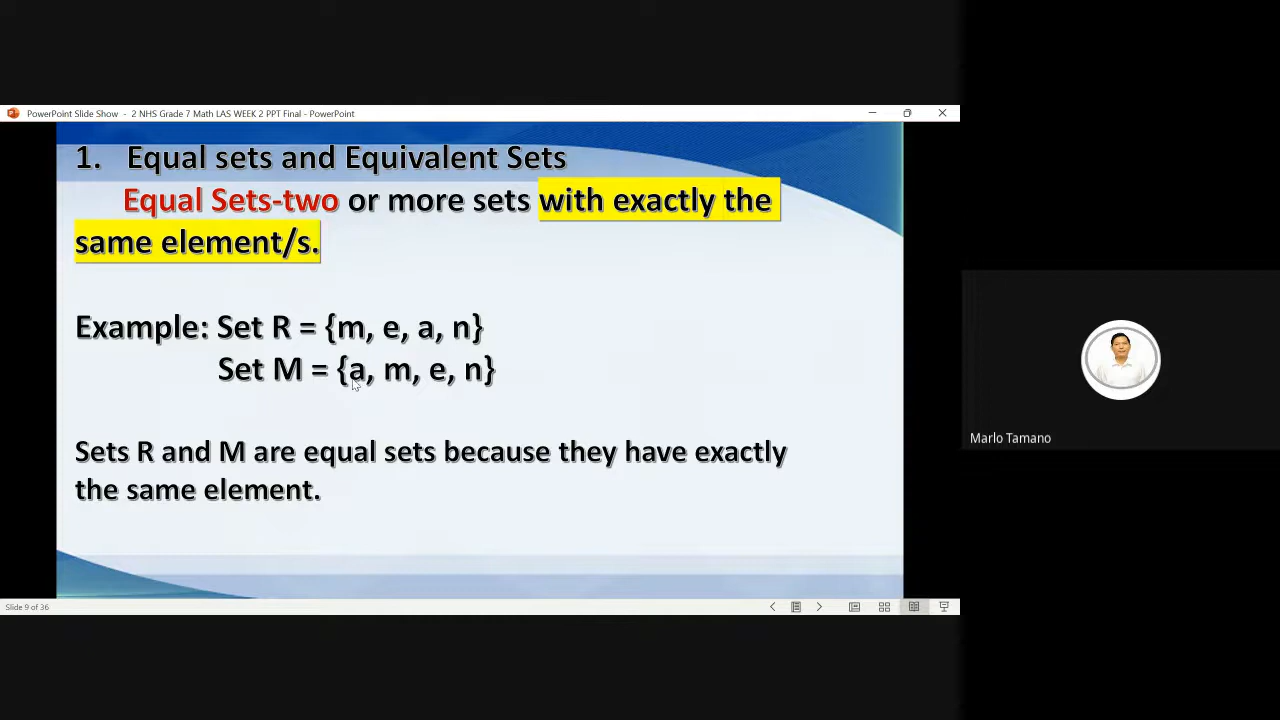 PowerPoint Slide Show - 2 NHS Grade 7 Math LAS WEEK 2 PPT Final - PowerPoint
1. Equal sets and Equivalent Sets
Equal Sets-two or more sets with exactly the
same element/s.
Example: Set R = {m, e, a, n}
Set M = {a, m, e, n}
Sets R and M are equal sets because they have exactly
the same element.
Marlo Tamano
Slide 9 of 36